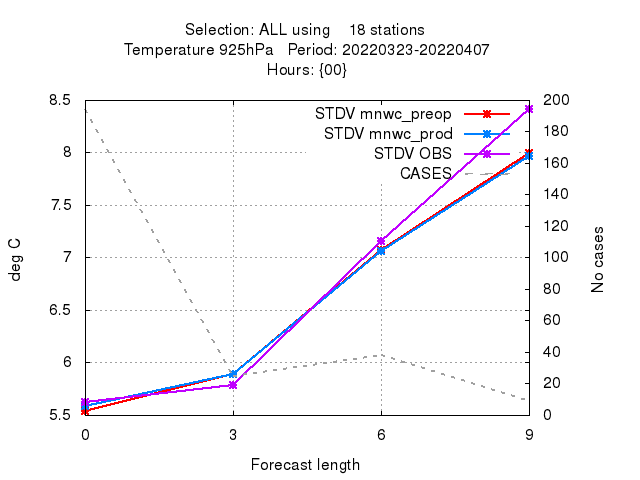 Selection: ALL using 18 stations
Temperature 925hPa Period: 20220323-20220407
Hours: {00}
STDV mnwc_preop
STDV mnwc_prod
STDV OBS
CASES
deg C
8.5
8
7.5
7
6.5
6
5.5
200
180
160
140
120
100
80
60
40
20
0
No cases
0 3 6 9
Forecast length